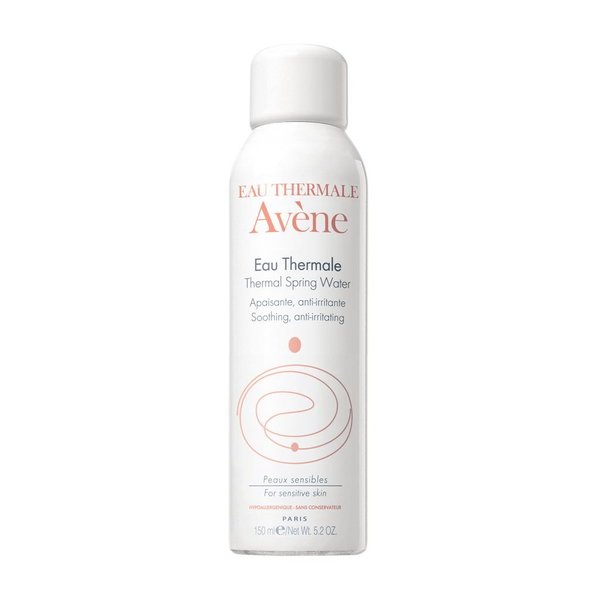 EAU THERMALE
Avène
Eau Thermale
Thermal Spring Water
Apaisante, anti-irritante
Soothing, anti-irritating
Peaux sensibles
For sensitive skin
HYPOALLERGENIQUE - SANS CONSERVATEUR
PARIS
150 ml℮/Net Wt. 5.2 OZ.